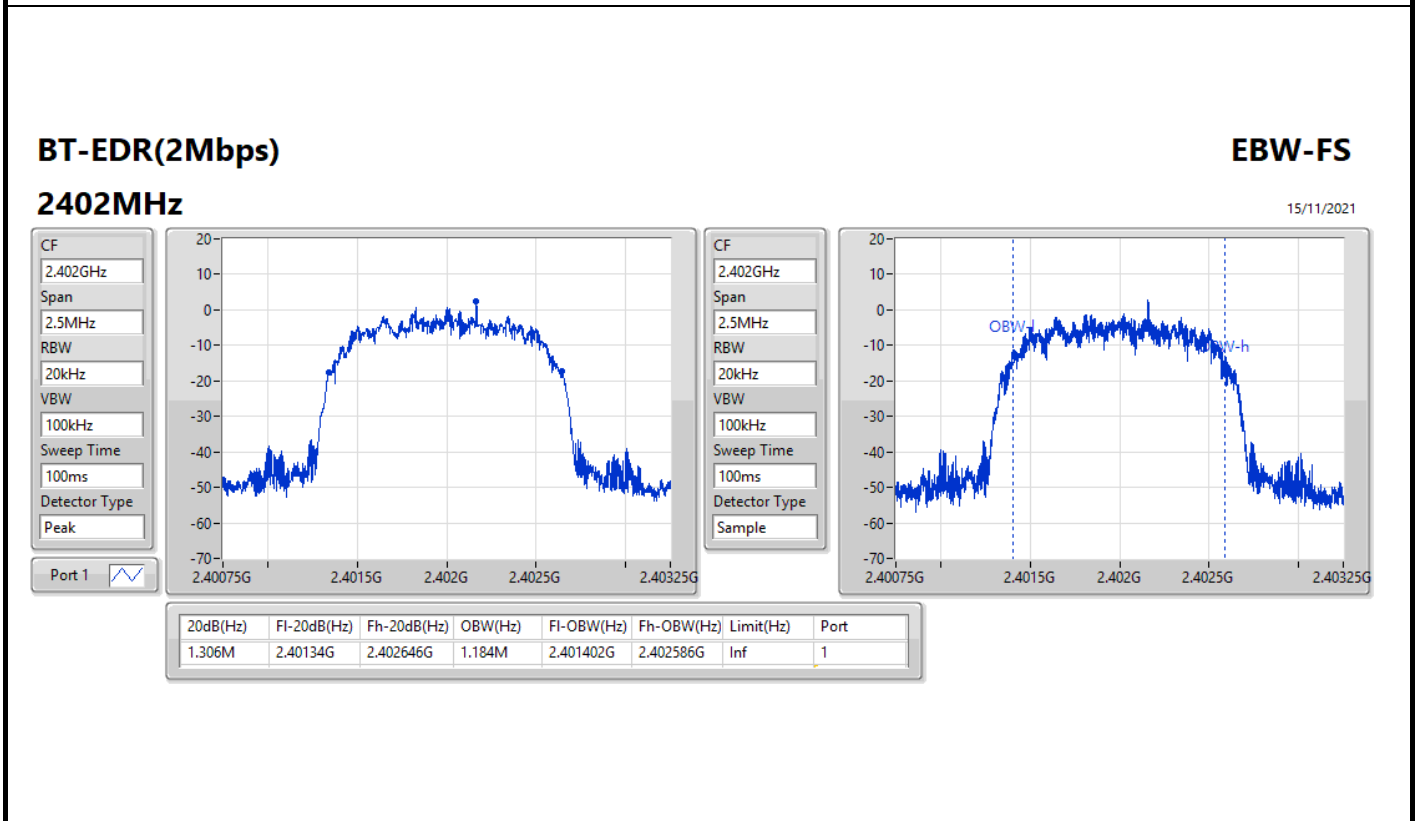 BT-EDR(2Mbps) EBW-FS
2402MHz 15/11/2021
CF
2.402GHz
Span
2.5MHz
RBW
20kHz
VBW
100kHz
Sweep Time
100ms
Detector Type
Peak
Port 1
20
10
0
-10
-20
-30
-40
-50
-60
-70
2.40075G 2.4015G 2.402G 2.4025G 2.40325G
CF
2.402GHz
Span
2.5MHz
RBW
20kHz
VBW
100kHz
Sweep Time
100ms
Detector Type
Sample
20
10
0
-10
-20
-30
-40
-50
-60
-70
OBW-l
OBW-h
2.40075G 2.4015G 2.402G 2.4025G 2.40325G
20dB(Hz) Fl-20dB(Hz) Fh-20dB(Hz) OBW(Hz) Fl-OBW(Hz) Fh-OBW(Hz) Limit(Hz) Port
1.306M 2.40134G 2.402646G 1.184M 2.401402G 2.402586G Inf 1